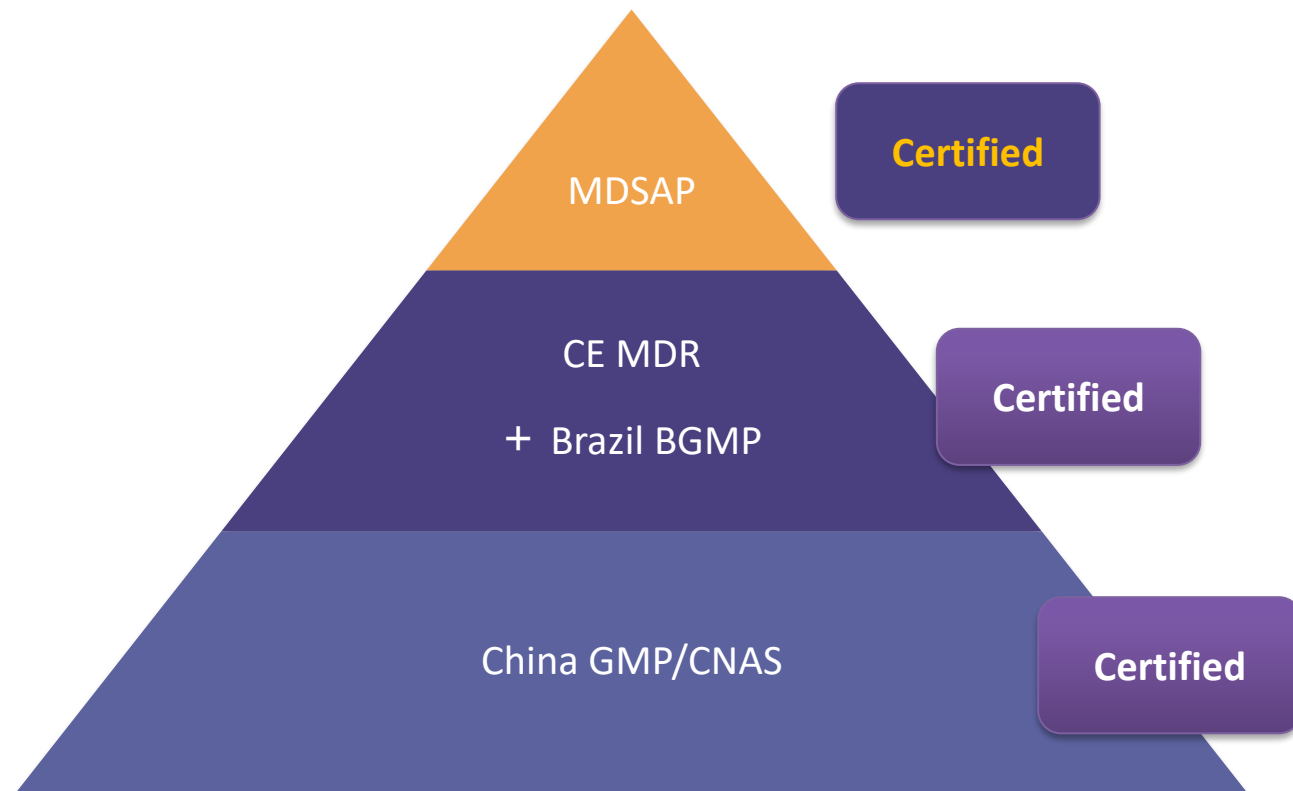 Certified
MDSAP
CE MDR
Certified
+ Brazil BGMP
China GMP/CNAS
Certified